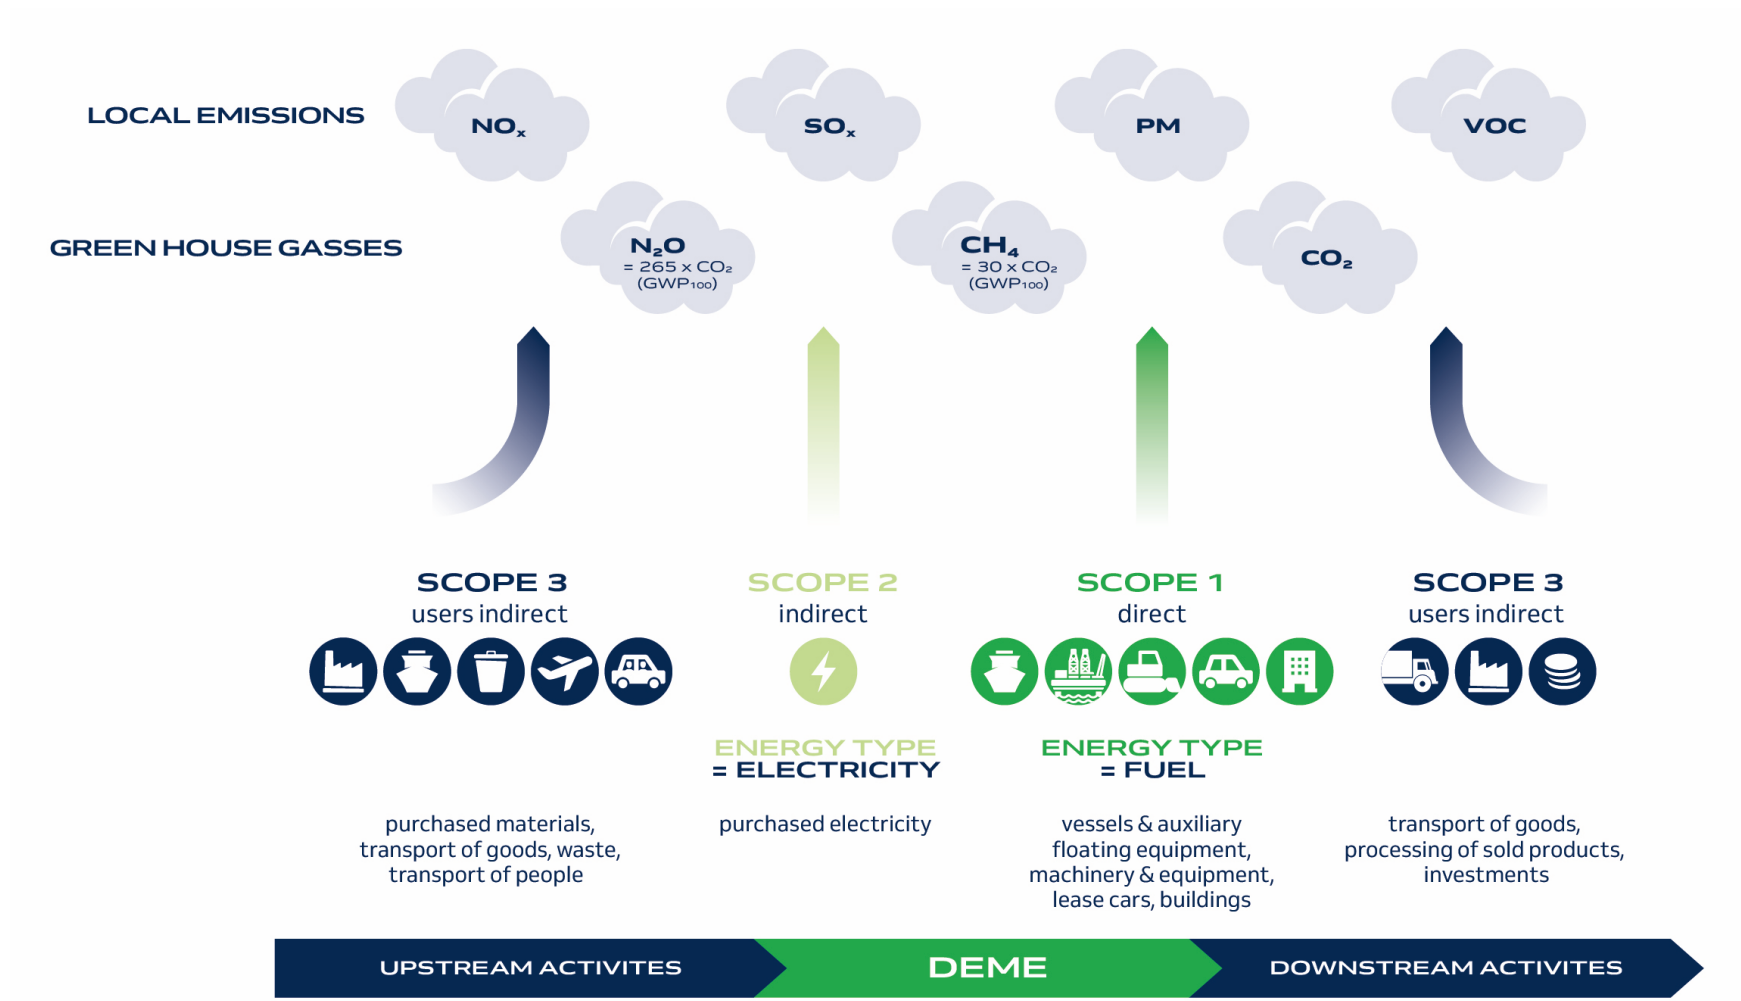 LOCAL EMISSIONS
NOₓ
SOₓ
PM
VOC
GREEN HOUSE GASSES
N₂O
= 265 x CO₂
(GWP₁₀₀)
CH₄
= 30 x CO₂
(GWP₁₀₀)
CO₂
SCOPE 3
users indirect
SCOPE 2
indirect
SCOPE 1
direct
SCOPE 3
users indirect
ENERGY TYPE
= ELECTRICITY
ENERGY TYPE
= FUEL
purchased materials,
transport of goods, waste,
transport of people
purchased electricity
vessels & auxiliary
floating equipment,
machinery & equipment,
lease cars, buildings
transport of goods,
processing of sold products,
investments
UPSTREAM ACTIVITES
DEME
DOWNSTREAM ACTIVITES